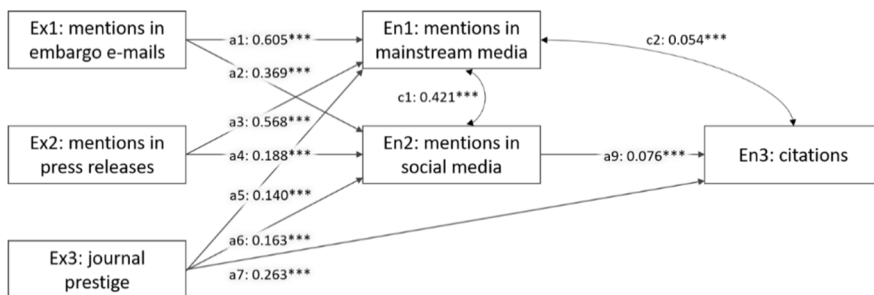 Ex1: mentions in
embargo e-mails
En1: mentions in
mainstream media
a1: 0.605***
a2: 0.369***
c2: 0.054***
c1: 0.421***
a3: 0.568***
Ex2: mentions in
press releases
a4: 0.188***
En2: mentions in
social media
a9: 0.076***
En3: citations
a5: 0.140***
a6: 0.163***
a7: 0.263***
Ex3: journal
prestige